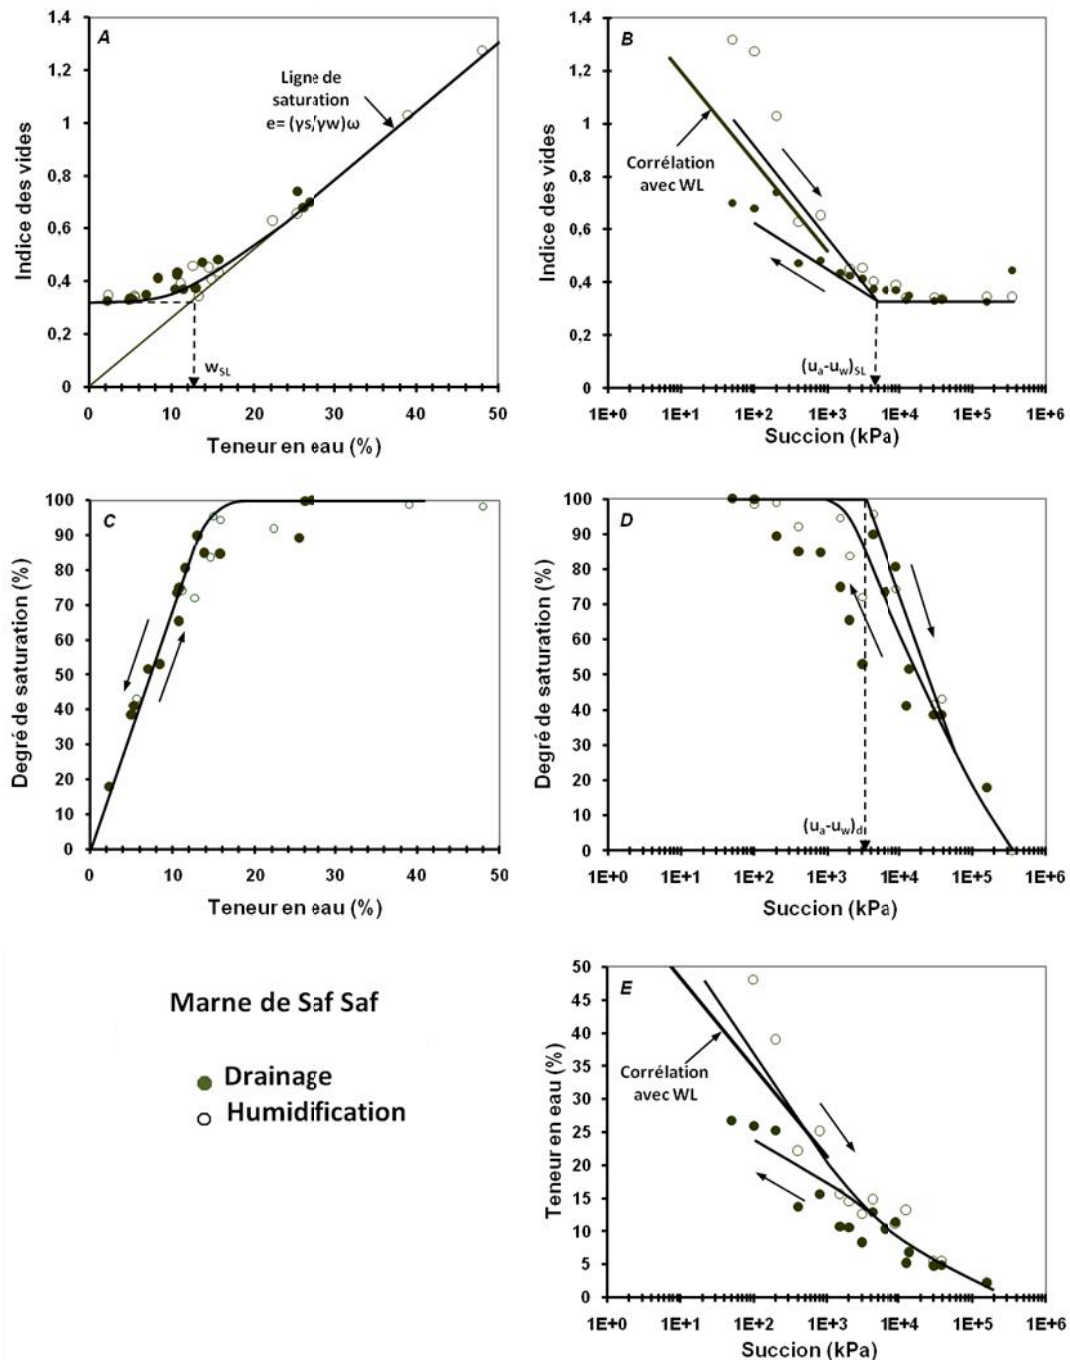 A
1,4
1,2
1
0,8
0,6
0,4
0,2
0
Indice des vides
Ligne de
saturation
e= (γs/γw)ω
wSL
0 10 20 30 40 50
Teneur en eau (%)
B
1,4
1,2
1
0,8
0,6
0,4
0,2
0
Indice des vides
Corrélation
avec WL
(ua-uw)SL
1E+0 1E+1 1E+2 1E+3 1E+4 1E+5 1E+6
Succion (kPa)
C
100
90
80
70
60
50
40
30
20
10
0
Degré de saturation (%)
0 10 20 30 40 50
Teneur en eau (%)
D
100
90
80
70
60
50
40
30
20
10
0
Degré de saturation (%)
(ua-uw)d
1E+0 1E+1 1E+2 1E+3 1E+4 1E+5 1E+6
Succion (kPa)
Marne de Saf Saf
Drainage
Humidification
E
50
45
40
35
30
25
20
15
10
5
0
Teneur en eau (%)
Corrélation
avec WL
1E+0 1E+1 1E+2 1E+3 1E+4 1E+5 1E+6
Succion (kPa)